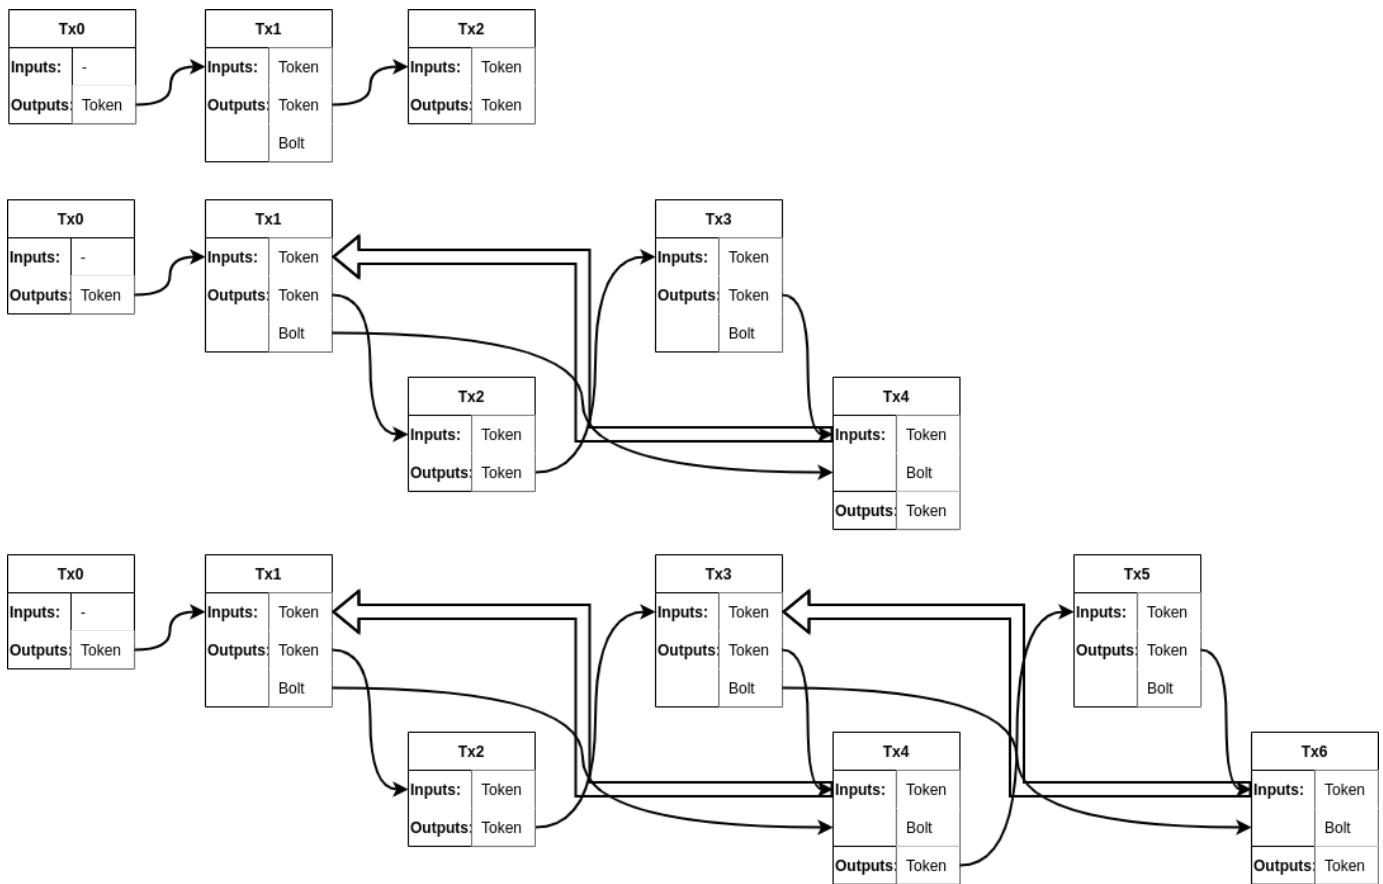 Tx0 Tx1 Tx2
Inputs: - Inputs: Token Inputs: Token
Outputs: Token Outputs: Token Outputs: Token
Bolt
Tx0 Tx1 Tx3
Inputs: - Inputs: Token Inputs: Token
Outputs: Token Outputs: Token Outputs: Token
Bolt Bolt
Tx2 Tx4
Inputs: Token Inputs: Token
Outputs: Token Bolt
Outputs: Token
Tx0 Tx1 Tx3 Tx5
Inputs: - Inputs: Token Inputs: Token Inputs: Token
Outputs: Token Outputs: Token Outputs: Token Outputs: Token
Bolt Bolt Bolt
Tx2 Tx4 Tx6
Inputs: Token Inputs: Token Inputs: Token
Outputs: Token Bolt Bolt
Outputs: Token Outputs: Token